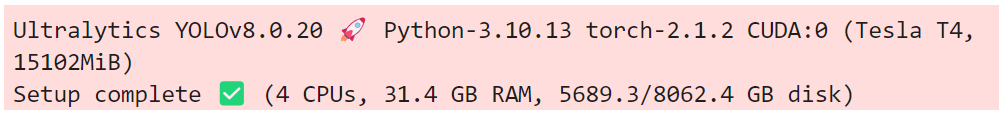 Ultralytics YOLOv8.0.20 🚀 Python-3.10.13 torch-2.1.2 CUDA:0 (Tesla T4,
15102MiB)
Setup complete ✅ (4 CPUs, 31.4 GB RAM, 5689.3/8062.4 GB disk)